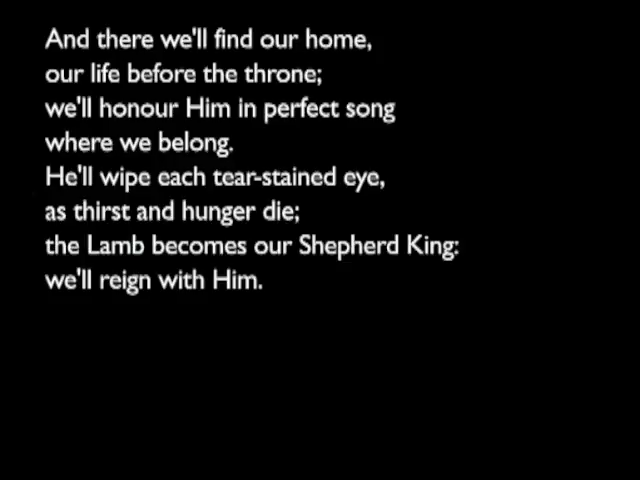 And there we'll find our home,
our life before the throne;
we'll honour Him in perfect song
where we belong.
He'll wipe each tear-stained eye,
as thirst and hunger die;
the Lamb becomes our Shepherd King:
we'll reign with Him.